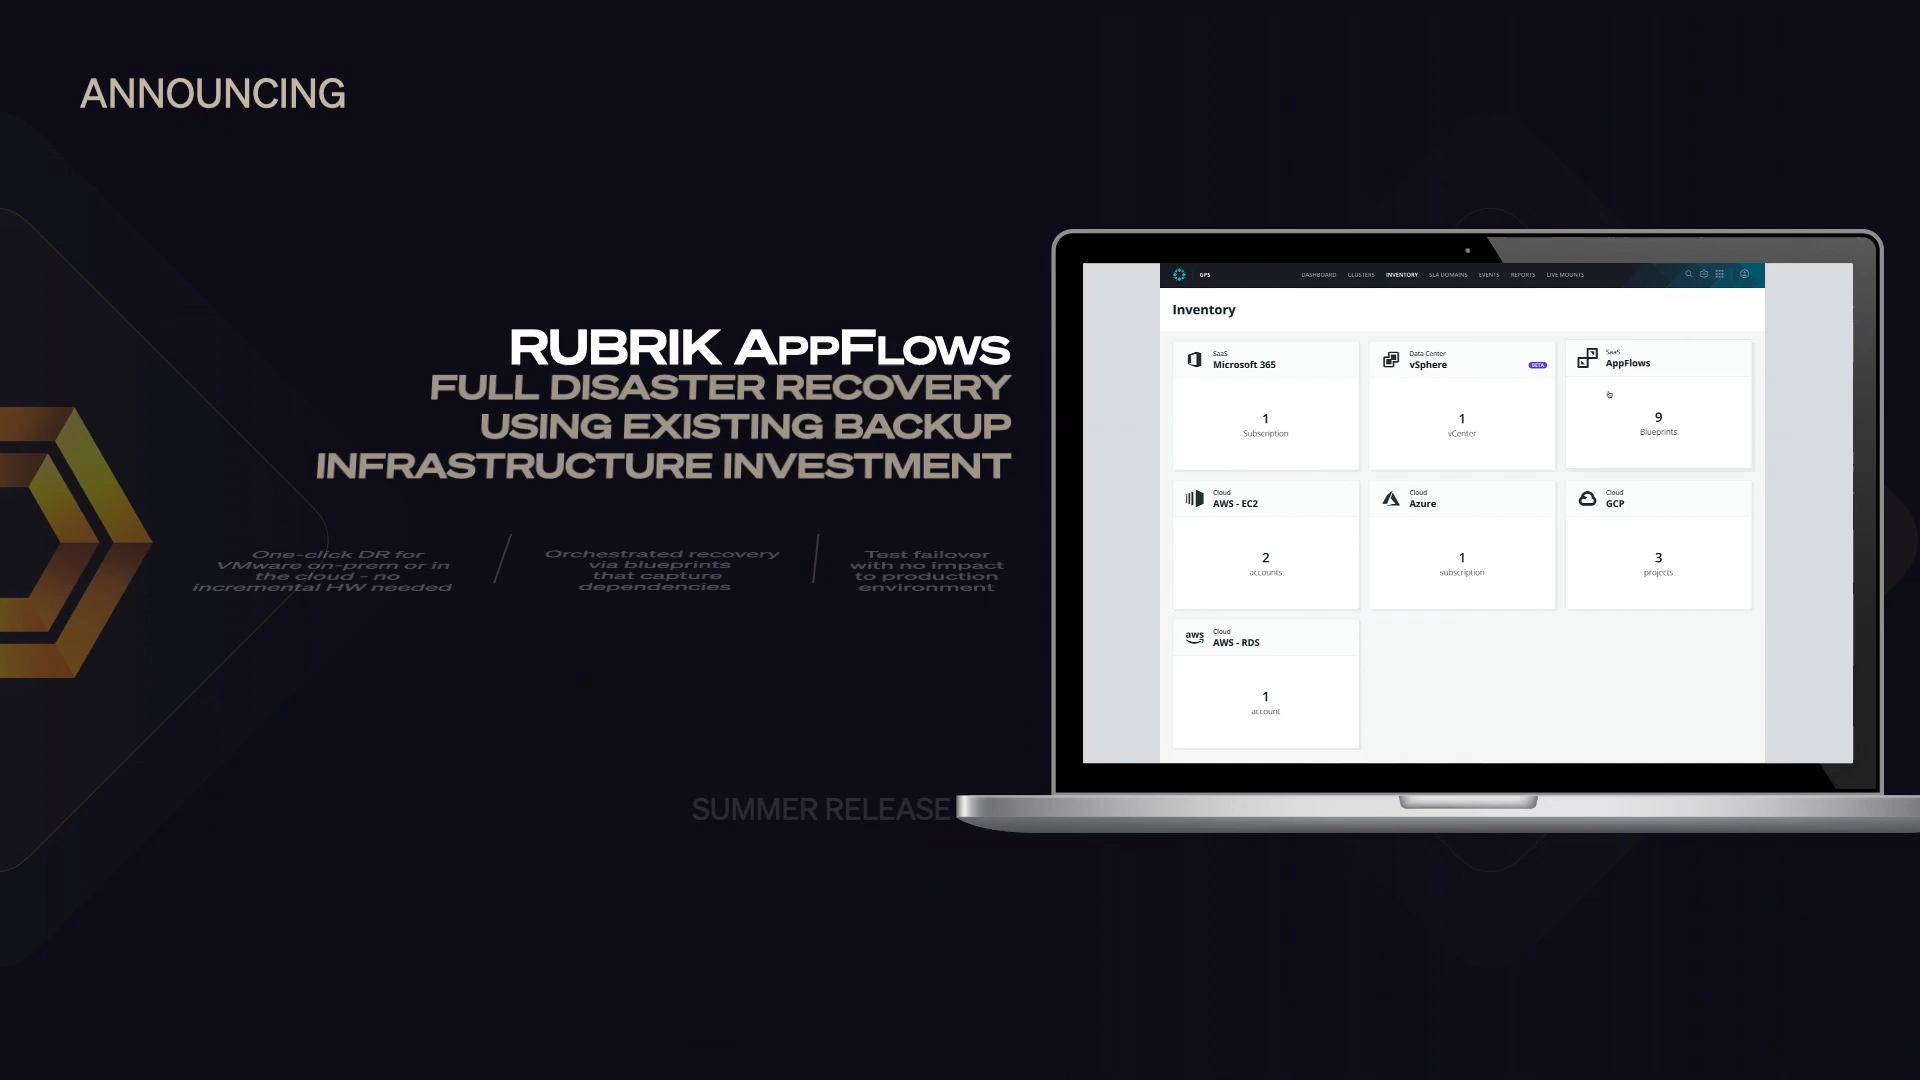 ANNOUNCING
RUBRIK APPFLOWS
FULL DISASTER RECOVERY
USING EXISTING BACKUP
INFRASTRUCTURE INVESTMENT
One-click DR for
VMware on-prem or in
the cloud - no
incremental HW needed
Orchestrated recovery
via blueprints
that capture
dependencies
Test failover
with no impact
to production
environment
SUMMER RELEASE
GPS
DASHBOARD CLUSTERS INVENTORY SLA DOMAINS EVENTS REPORTS LIVE MOUNTS
Inventory
SaaS
Microsoft 365
1
Subscription
Data Center
vSphere
BETA
1
vCenter
SaaS
AppFlows
9
Blueprints
Cloud
AWS - EC2
2
accounts
Cloud
Azure
1
subscription
Cloud
GCP
3
projects
aws
Cloud
AWS - RDS
1
account